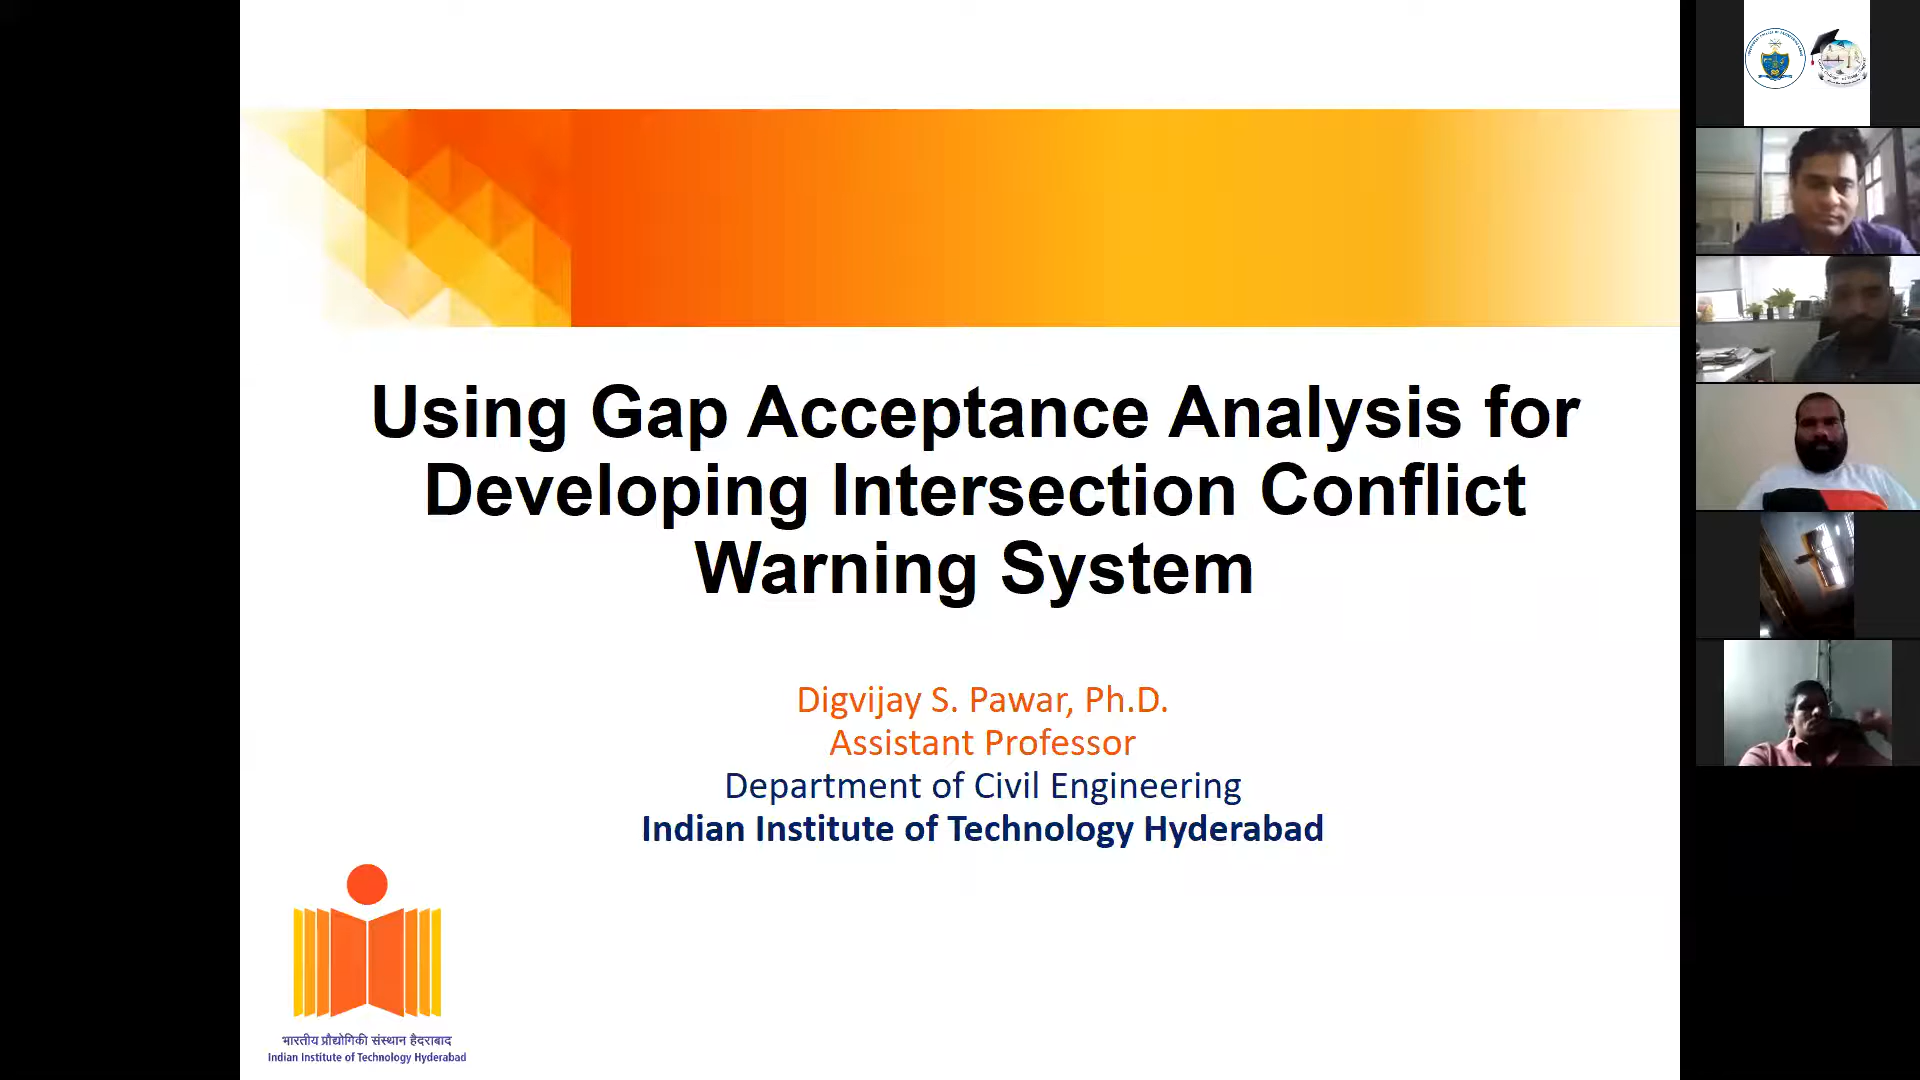 Using Gap Acceptance Analysis for
Developing Intersection Conflict
Warning System
Digvijay S. Pawar, Ph.D.
Assistant Professor
Department of Civil Engineering
Indian Institute of Technology Hyderabad
भारतीय प्रौद्योगिकी संस्थान हैदराबाद
Indian Institute of Technology Hyderabad